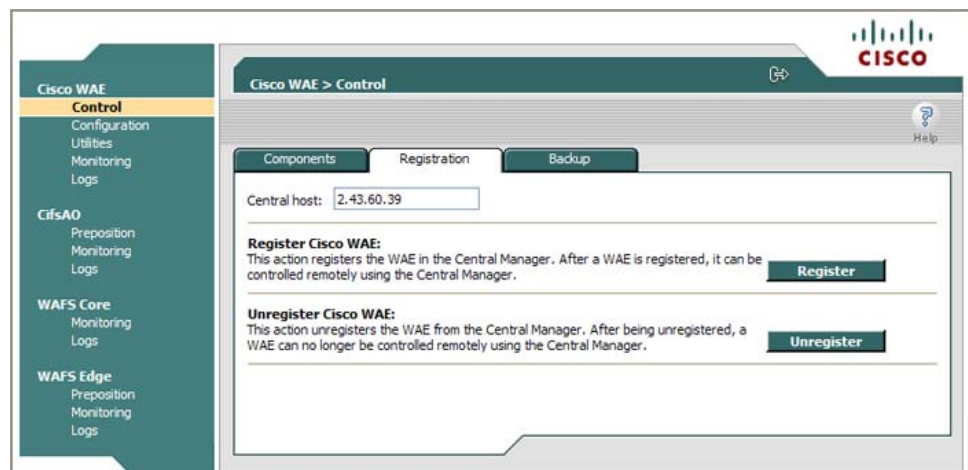 CISCO
Cisco WAE
Control
Configuration
Utilities
Monitoring
Logs
CifsAO
Preposition
Monitoring
Logs
WAFS Core
Monitoring
Logs
WAFS Edge
Preposition
Monitoring
Logs
Cisco WAE > Control
Help
Components
Registration
Backup
Central host: 2.43.60.39
Register Cisco WAE:
This action registers the WAE in the Central Manager. After a WAE is registered, it can be
controlled remotely using the Central Manager.
Register
Unregister Cisco WAE:
This action unregisters the WAE from the Central Manager. After being unregistered, a
WAE can no longer be controlled remotely using the Central Manager.
Unregister